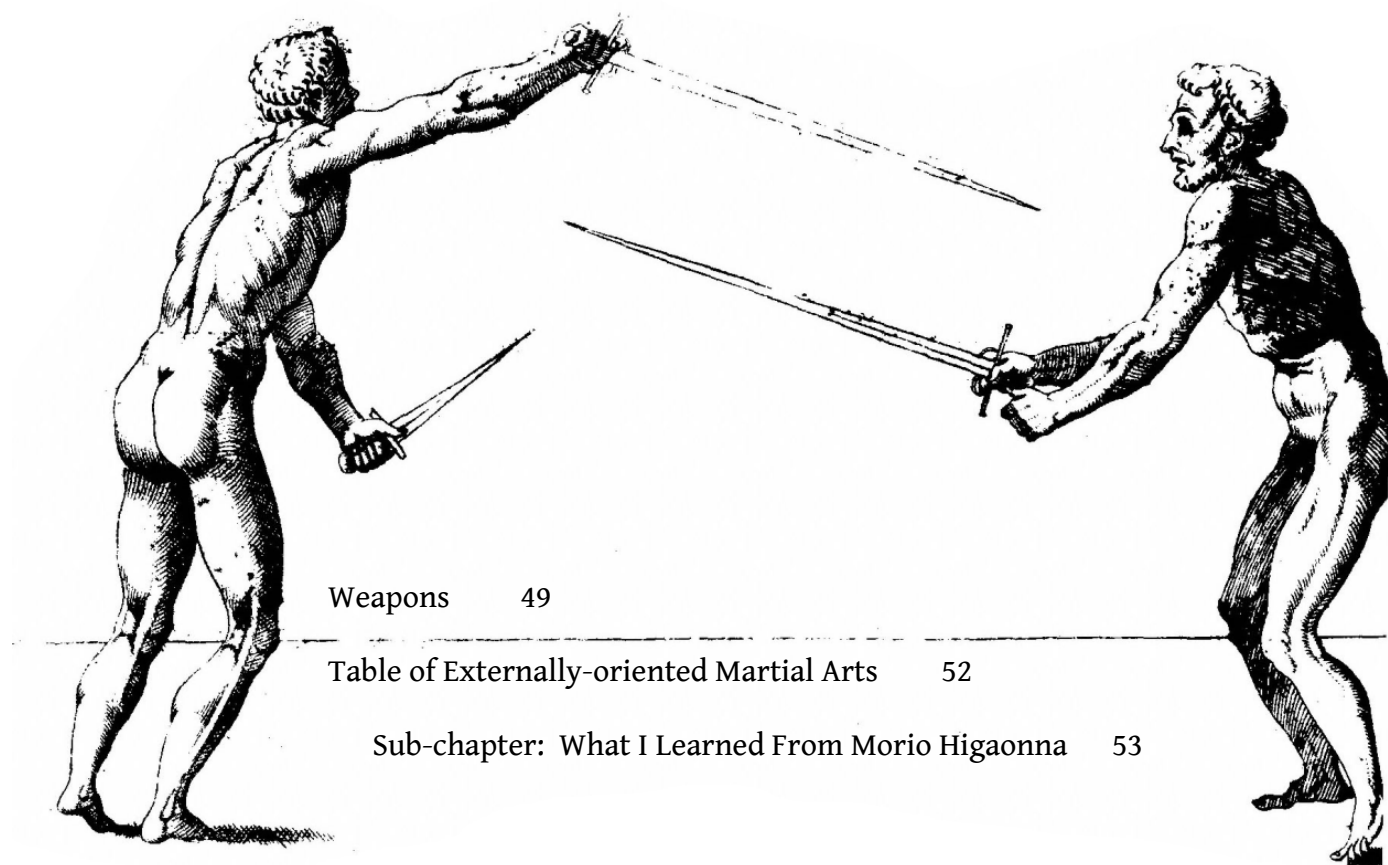 Weapons 49
Table of Externally-oriented Martial Arts 52
Sub-chapter: What I Learned From Morio Higaonna 53